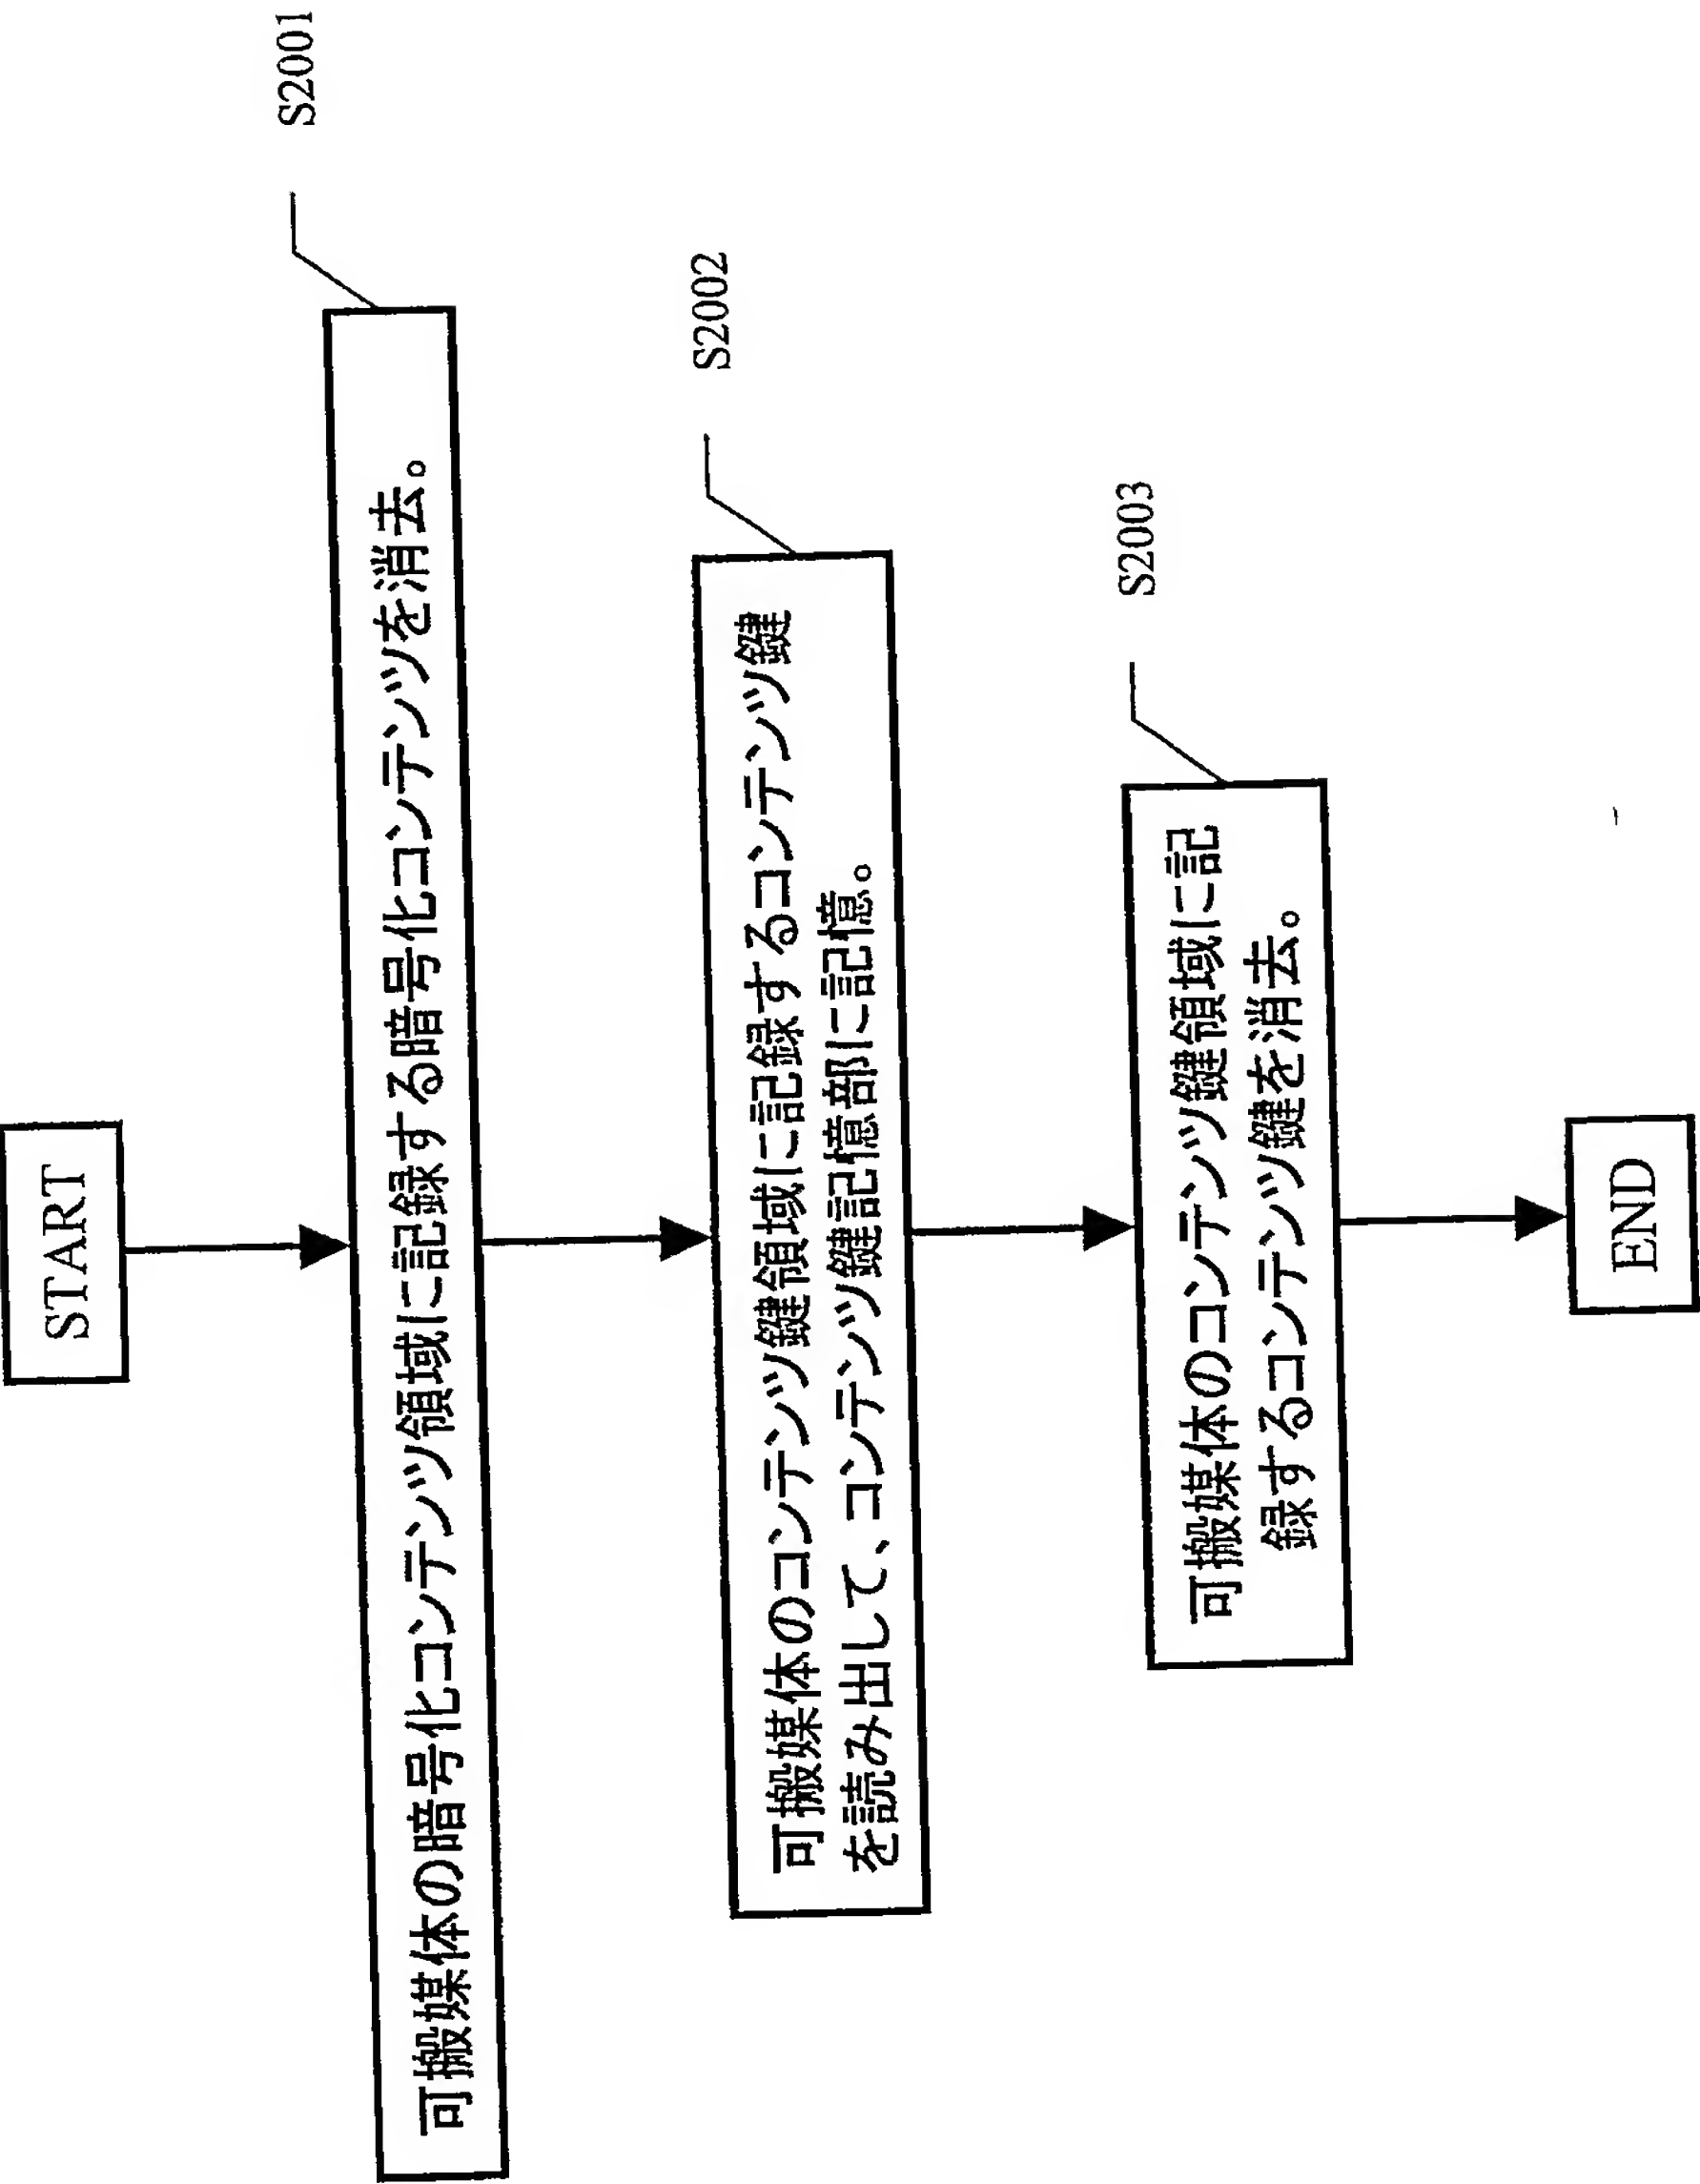 START
S2001
可搬媒体の暗号化コンテンツ領域に記録する暗号化コンテンツを消去。
S2002
可搬媒体のコンテンツ鍵領域に記録するコンテンツ鍵
を読み出して、コンテンツ鍵記憶部に記憶。
S2003
可搬媒体のコンテンツ鍵領域に記
録するコンテンツ鍵を消去。
END